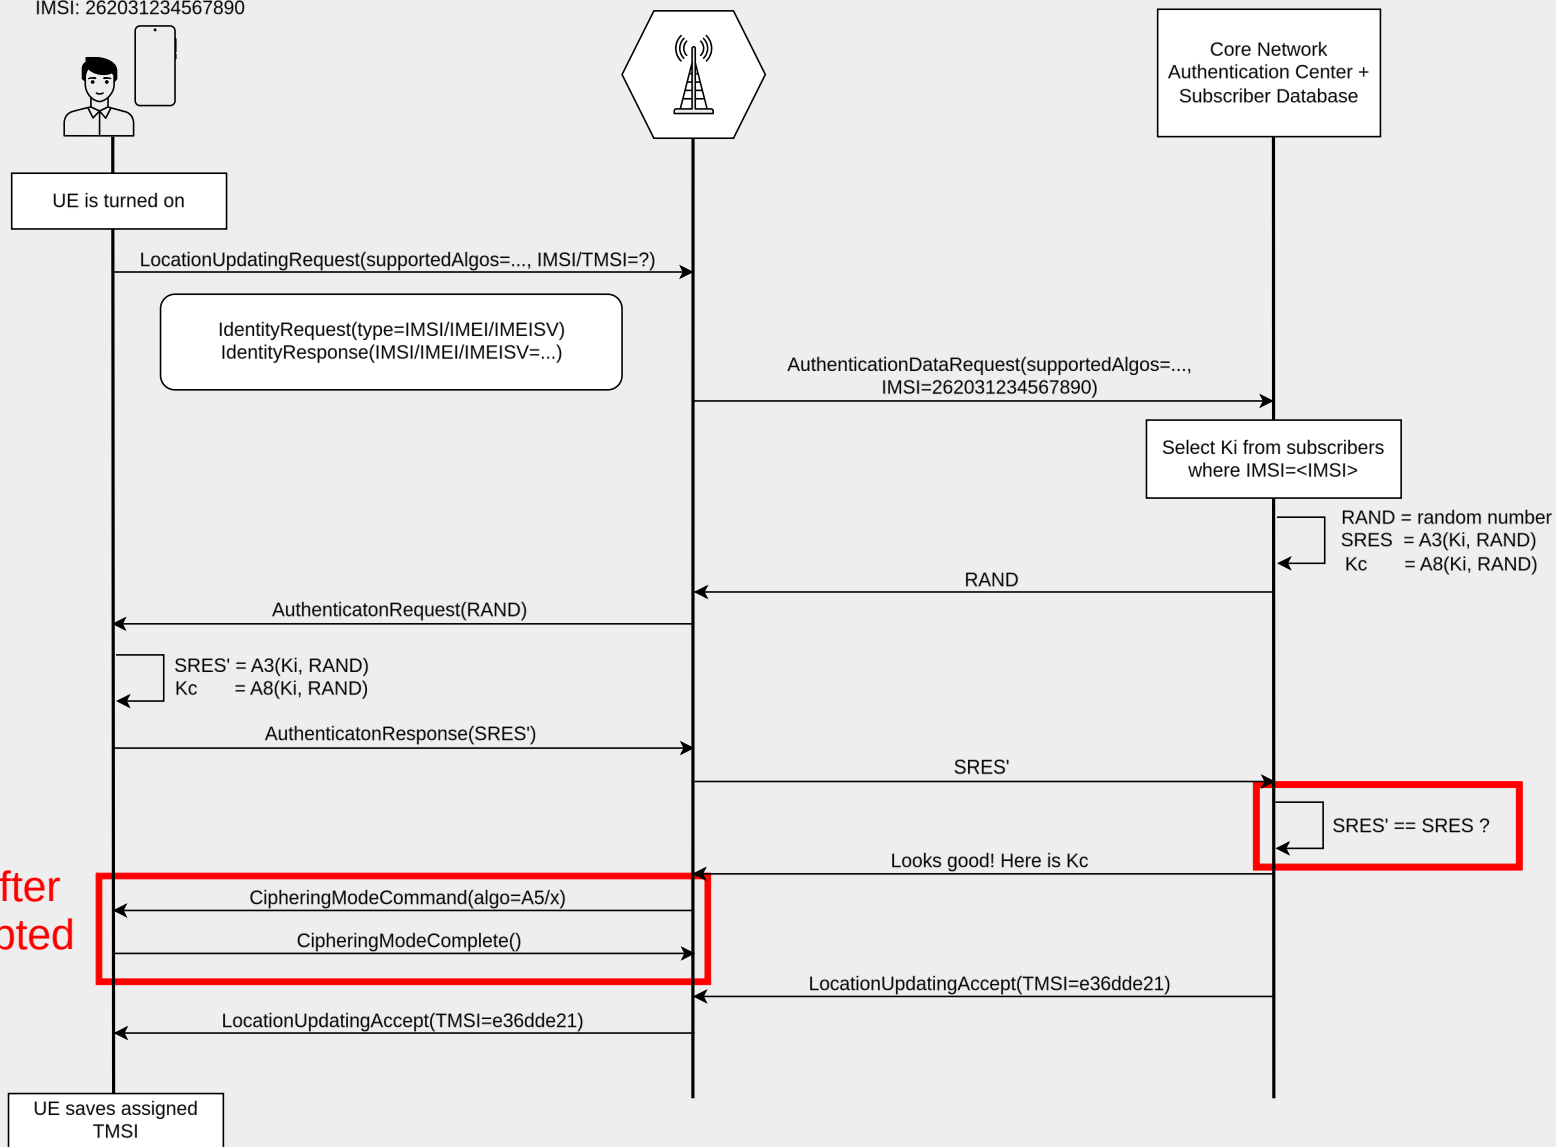 IMSI: 262031234567890
Core Network
Authentication Center +
Subscriber Database
UE is turned on
LocationUpdatingRequest(supportedAlgos=..., IMSI/TMSI=?)
IdentityRequest(type=IMSI/IMEI/IMEISV)
IdentityResponse(IMSI/IMEI/IMEISV=...)
AuthenticationDataRequest(supportedAlgos=...,
IMSI=262031234567890)
Select Ki from subscribers
where IMSI=<IMSI>
RAND = random number
SRES = A3(Ki, RAND)
Kc = A8(Ki, RAND)
RAND
AuthenticatonRequest(RAND)
SRES' = A3(Ki, RAND)
Kc = A8(Ki, RAND)
AuthenticatonResponse(SRES')
SRES'
SRES' == SRES ?
Looks good! Here is Kc
CipheringModeCommand(algo=A5/x)
CipheringModeComplete()
LocationUpdatingAccept(TMSI=e36dde21)
LocationUpdatingAccept(TMSI=e36dde21)
UE saves assigned
TMSI